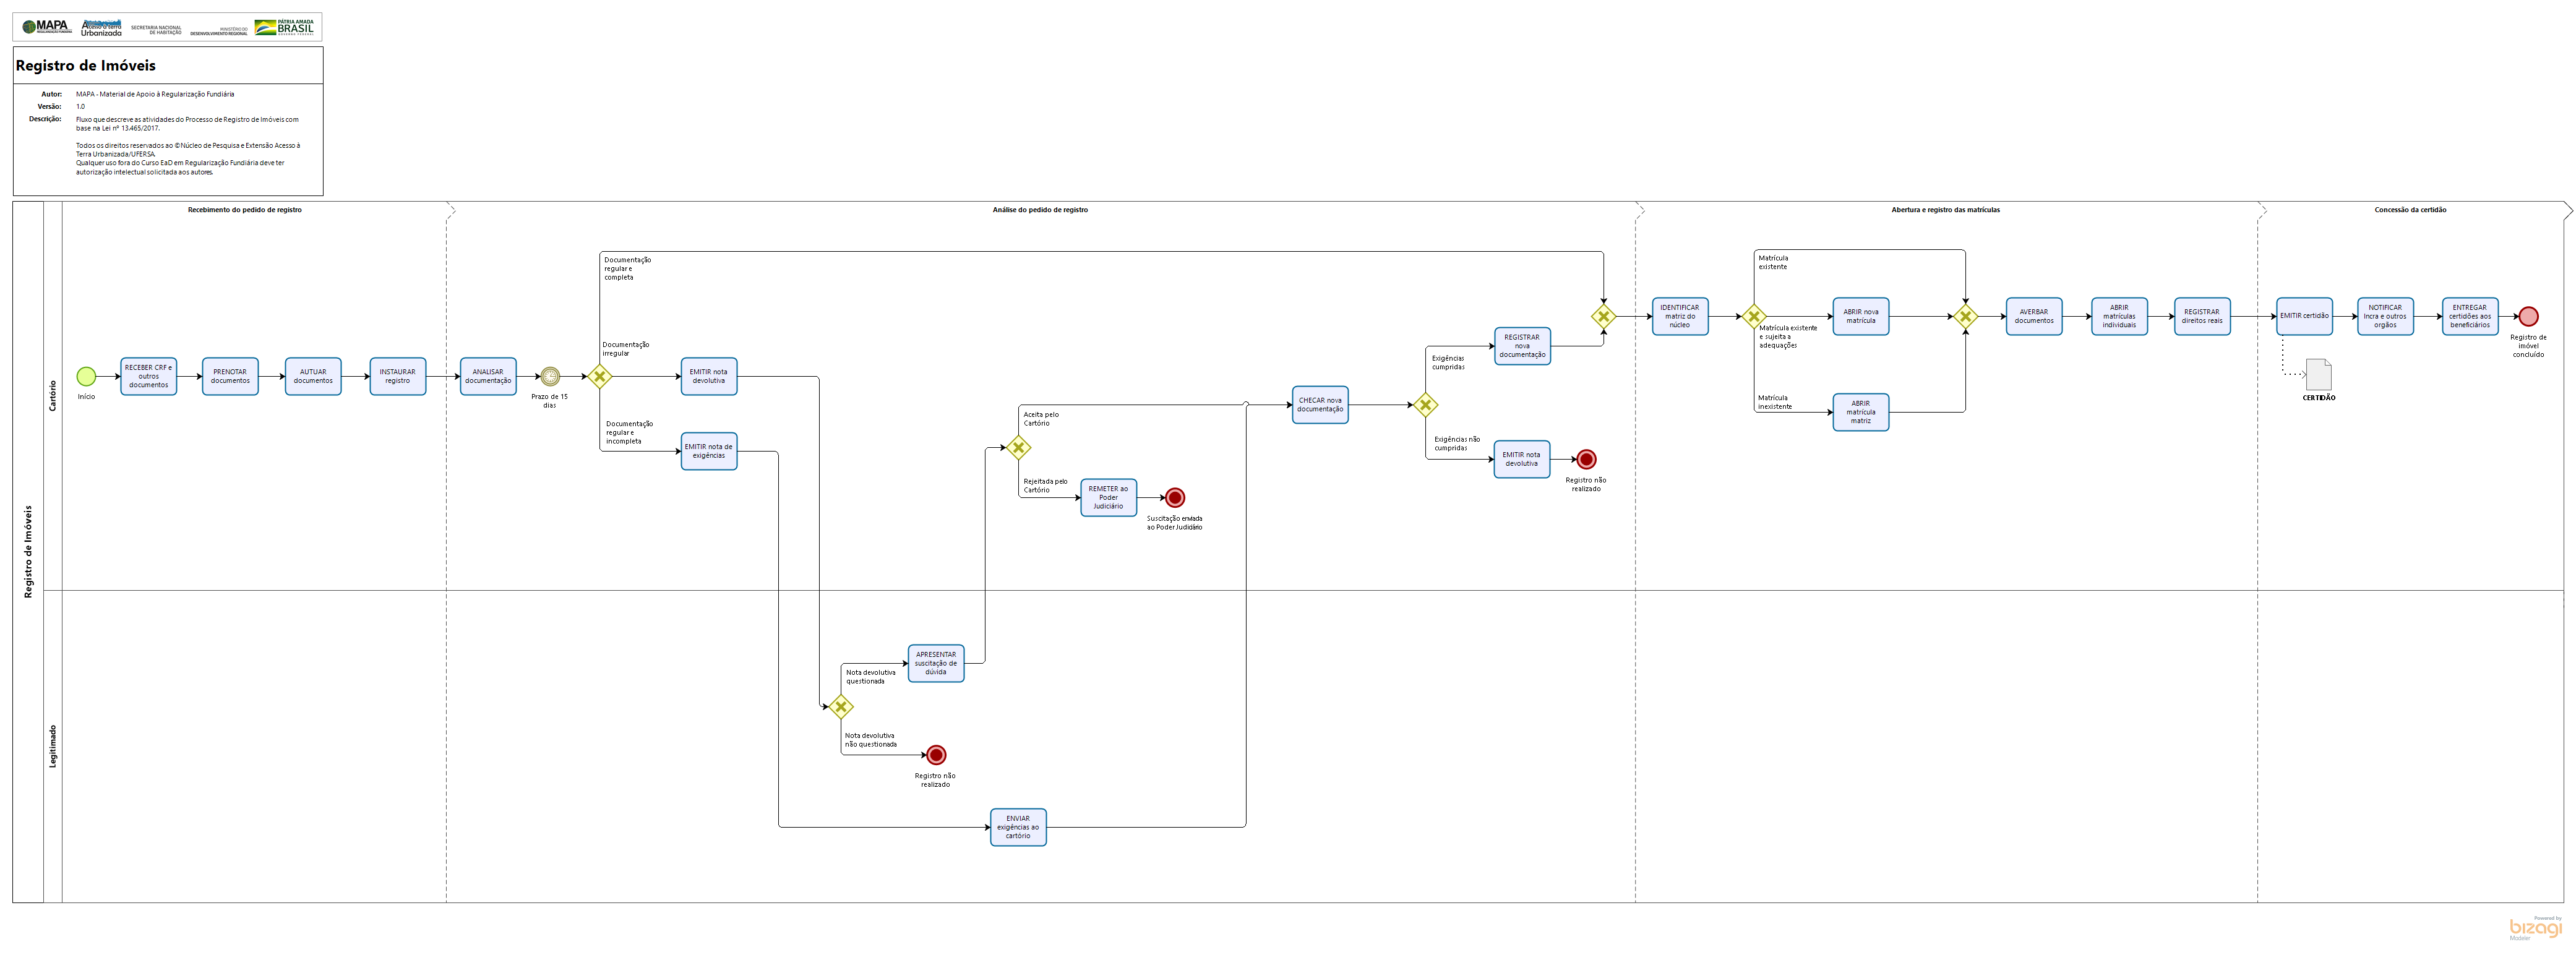 MAPA
REGULARIZAÇÃO FUNDIÁRIA
Acesso à Terra
Urbanizada
SECRETARIA NACIONAL
DE HABITAÇÃO
MINISTÉRIO DO
DESENVOLVIMENTO REGIONAL
PÁTRIA AMADA
BRASIL
GOVERNO FEDERAL
Registro de Imóveis
Autor: MAPA - Material de Apoio à Regularização Fundiária
Versão: 1.0
Descrição: Fluxo que descreve as atividades do Processo de Registro de Imóveis com
base na Lei nº 13.465/2017.
Todos os direitos reservados ao ©Núcleo de Pesquisa e Extensão Acesso à
Terra Urbanizada/UFERSA.
Qualquer uso fora do Curso EaD em Regularização Fundiária deve ter
autorização intelectual solicitada aos autores.
Registro de Imóveis
Cartório
Legitimado
Recebimento do pedido de registro
Análise do pedido de registro
Abertura e registro das matrículas
Concessão da certidão
Início
RECEBER CRF e
outros
documentos
PRENOTAR
documentos
AUTUAR
documentos
INSTAURAR
registro
ANALISAR
documentação
Prazo de 15
dias
Documentação
regular e
completa
Documentação
irregular
Documentação
regular e
incompleta
EMITIR nota
devolutiva
EMITIR nota de
exigências
Nota devolutiva
questionada
Nota devolutiva
não questionada
APRESENTAR
suscitação de
dúvida
Registro não
realizado
ENVIAR
exigências ao
cartório
Aceita pelo
Cartório
Rejeitada pelo
Cartório
REMETER ao
Poder
Judiciário
Suscitação enviada
ao Poder Judiciário
CHECAR nova
documentação
Exigências
cumpridas
Exigências não
cumpridas
REGISTRAR
nova
documentação
EMITIR nota
devolutiva
Registro não
realizado
IDENTIFICAR
matriz do
núcleo
Matrícula
existente
Matrícula existente
e sujeita a
adequações
Matrícula
inexistente
ABRIR nova
matrícula
ABRIR
matrícula
matriz
AVERBAR
documentos
ABRIR
matrículas
individuais
REGISTRAR
direitos reais
EMITIR certidão
CERTIDÃO
NOTIFICAR
Incra e outros
orgãos
ENTREGAR
certidões aos
beneficiários
Registro de
imóvel
concluído
Powered by
bizagi
Modeler